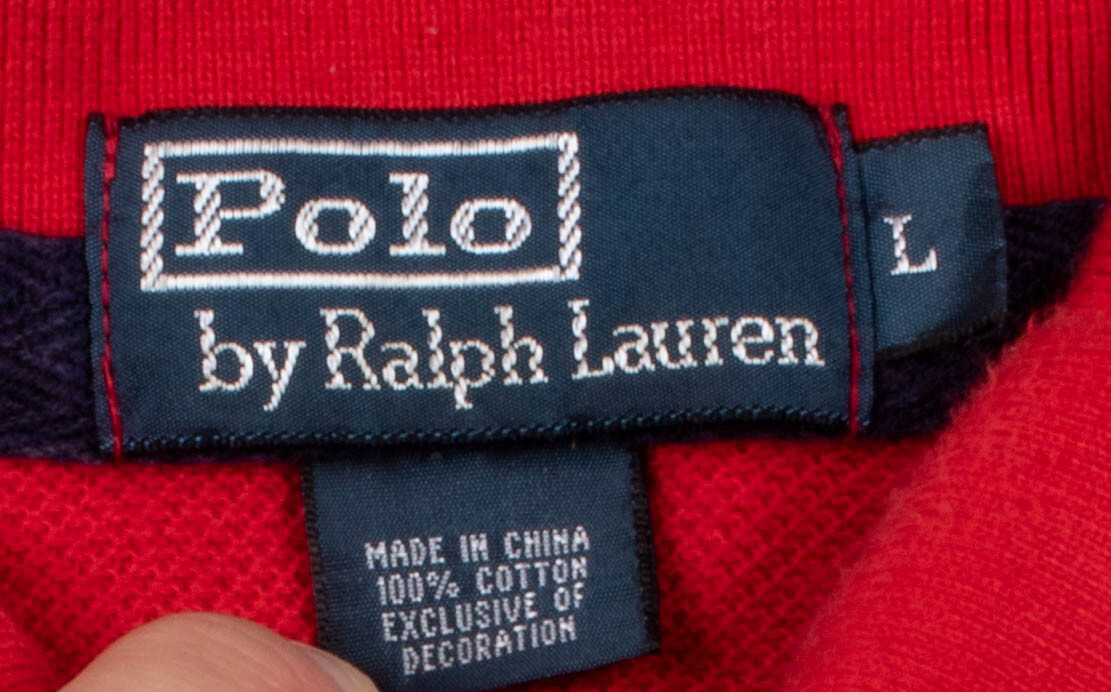 Polo
by Ralph Lauren
L
MADE IN CHINA
100% COTTON
EXCLUSIVE OF
DECORATION